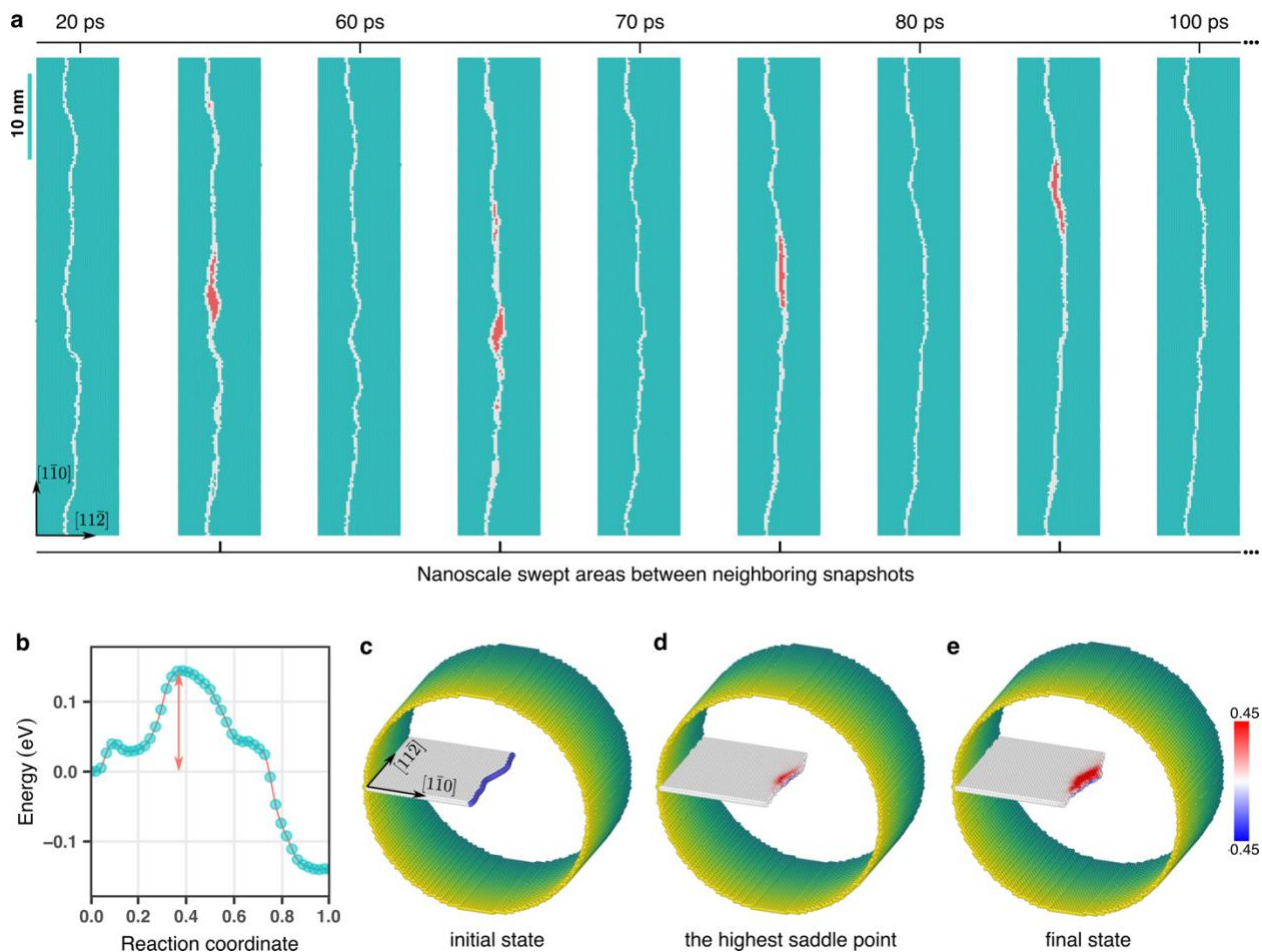 a
20 ps 60 ps 70 ps 80 ps 100 ps
10 nm
[11̄0]
[112̄]
Nanoscale swept areas between neighboring snapshots
b
Energy (eV)
0.1
0.0
−0.1
0.0 0.2 0.4 0.6 0.8 1.0
Reaction coordinate
c
[112̄]
[11̄0]
initial state
d
the highest saddle point
e
final state
0.45
-0.45